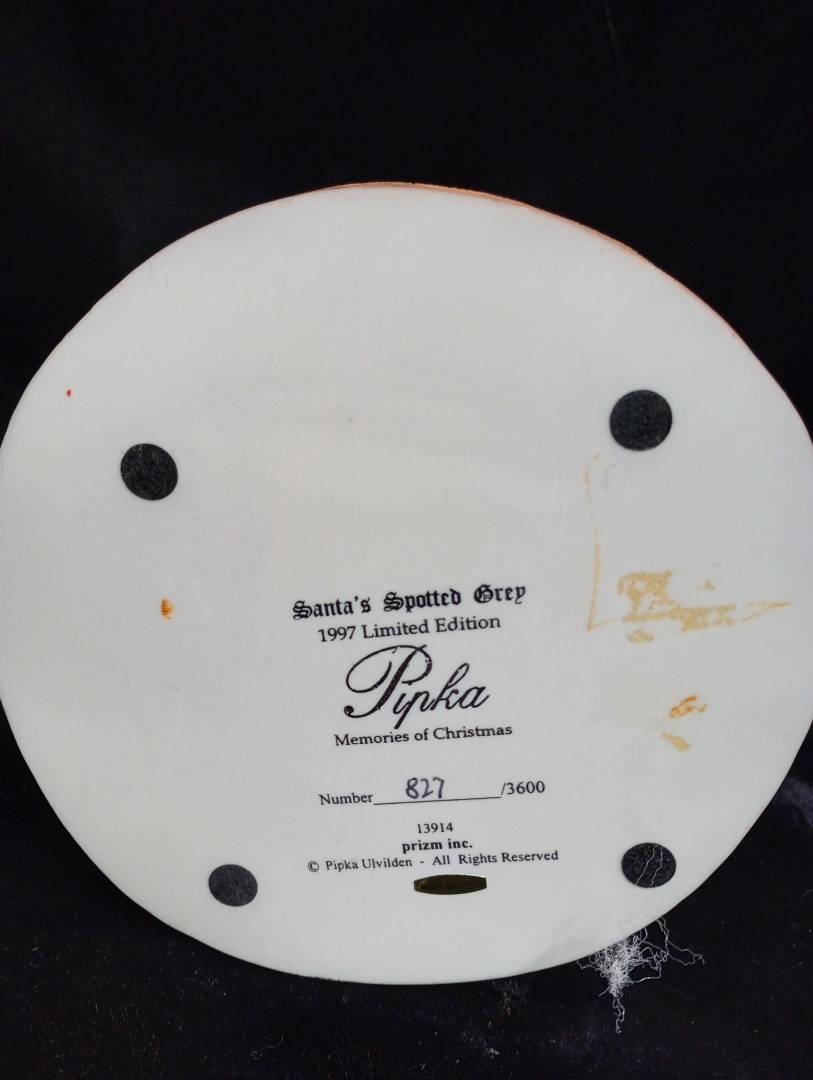 Santa's Spotted Grey
1997 Limited Edition
Pipka
Memories of Christmas
Number 827 /3600
13914
prizm inc.
© Pipka Ulvilden - All Rights Reserved